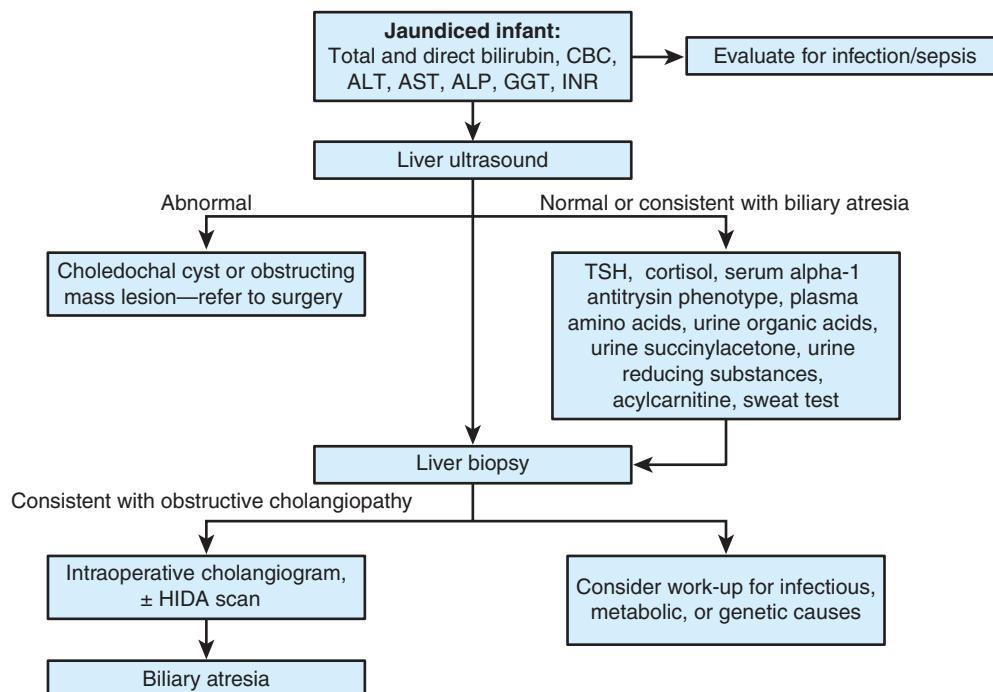 Jaundiced infant:
Total and direct bilirubin, CBC,
ALT, AST, ALP, GGT, INR
Evaluate for infection/sepsis
Liver ultrasound
Abnormal
Normal or consistent with biliary atresia
Choledochal cyst or obstructing
mass lesion—refer to surgery
TSH, cortisol, serum alpha-1
antitrysin phenotype, plasma
amino acids, urine organic acids,
urine succinylacetone, urine
reducing substances,
acylcarnitine, sweat test
Liver biopsy
Consistent with obstructive cholangiopathy
Intraoperative cholangiogram,
± HIDA scan
Consider work-up for infectious,
metabolic, or genetic causes
Biliary atresia